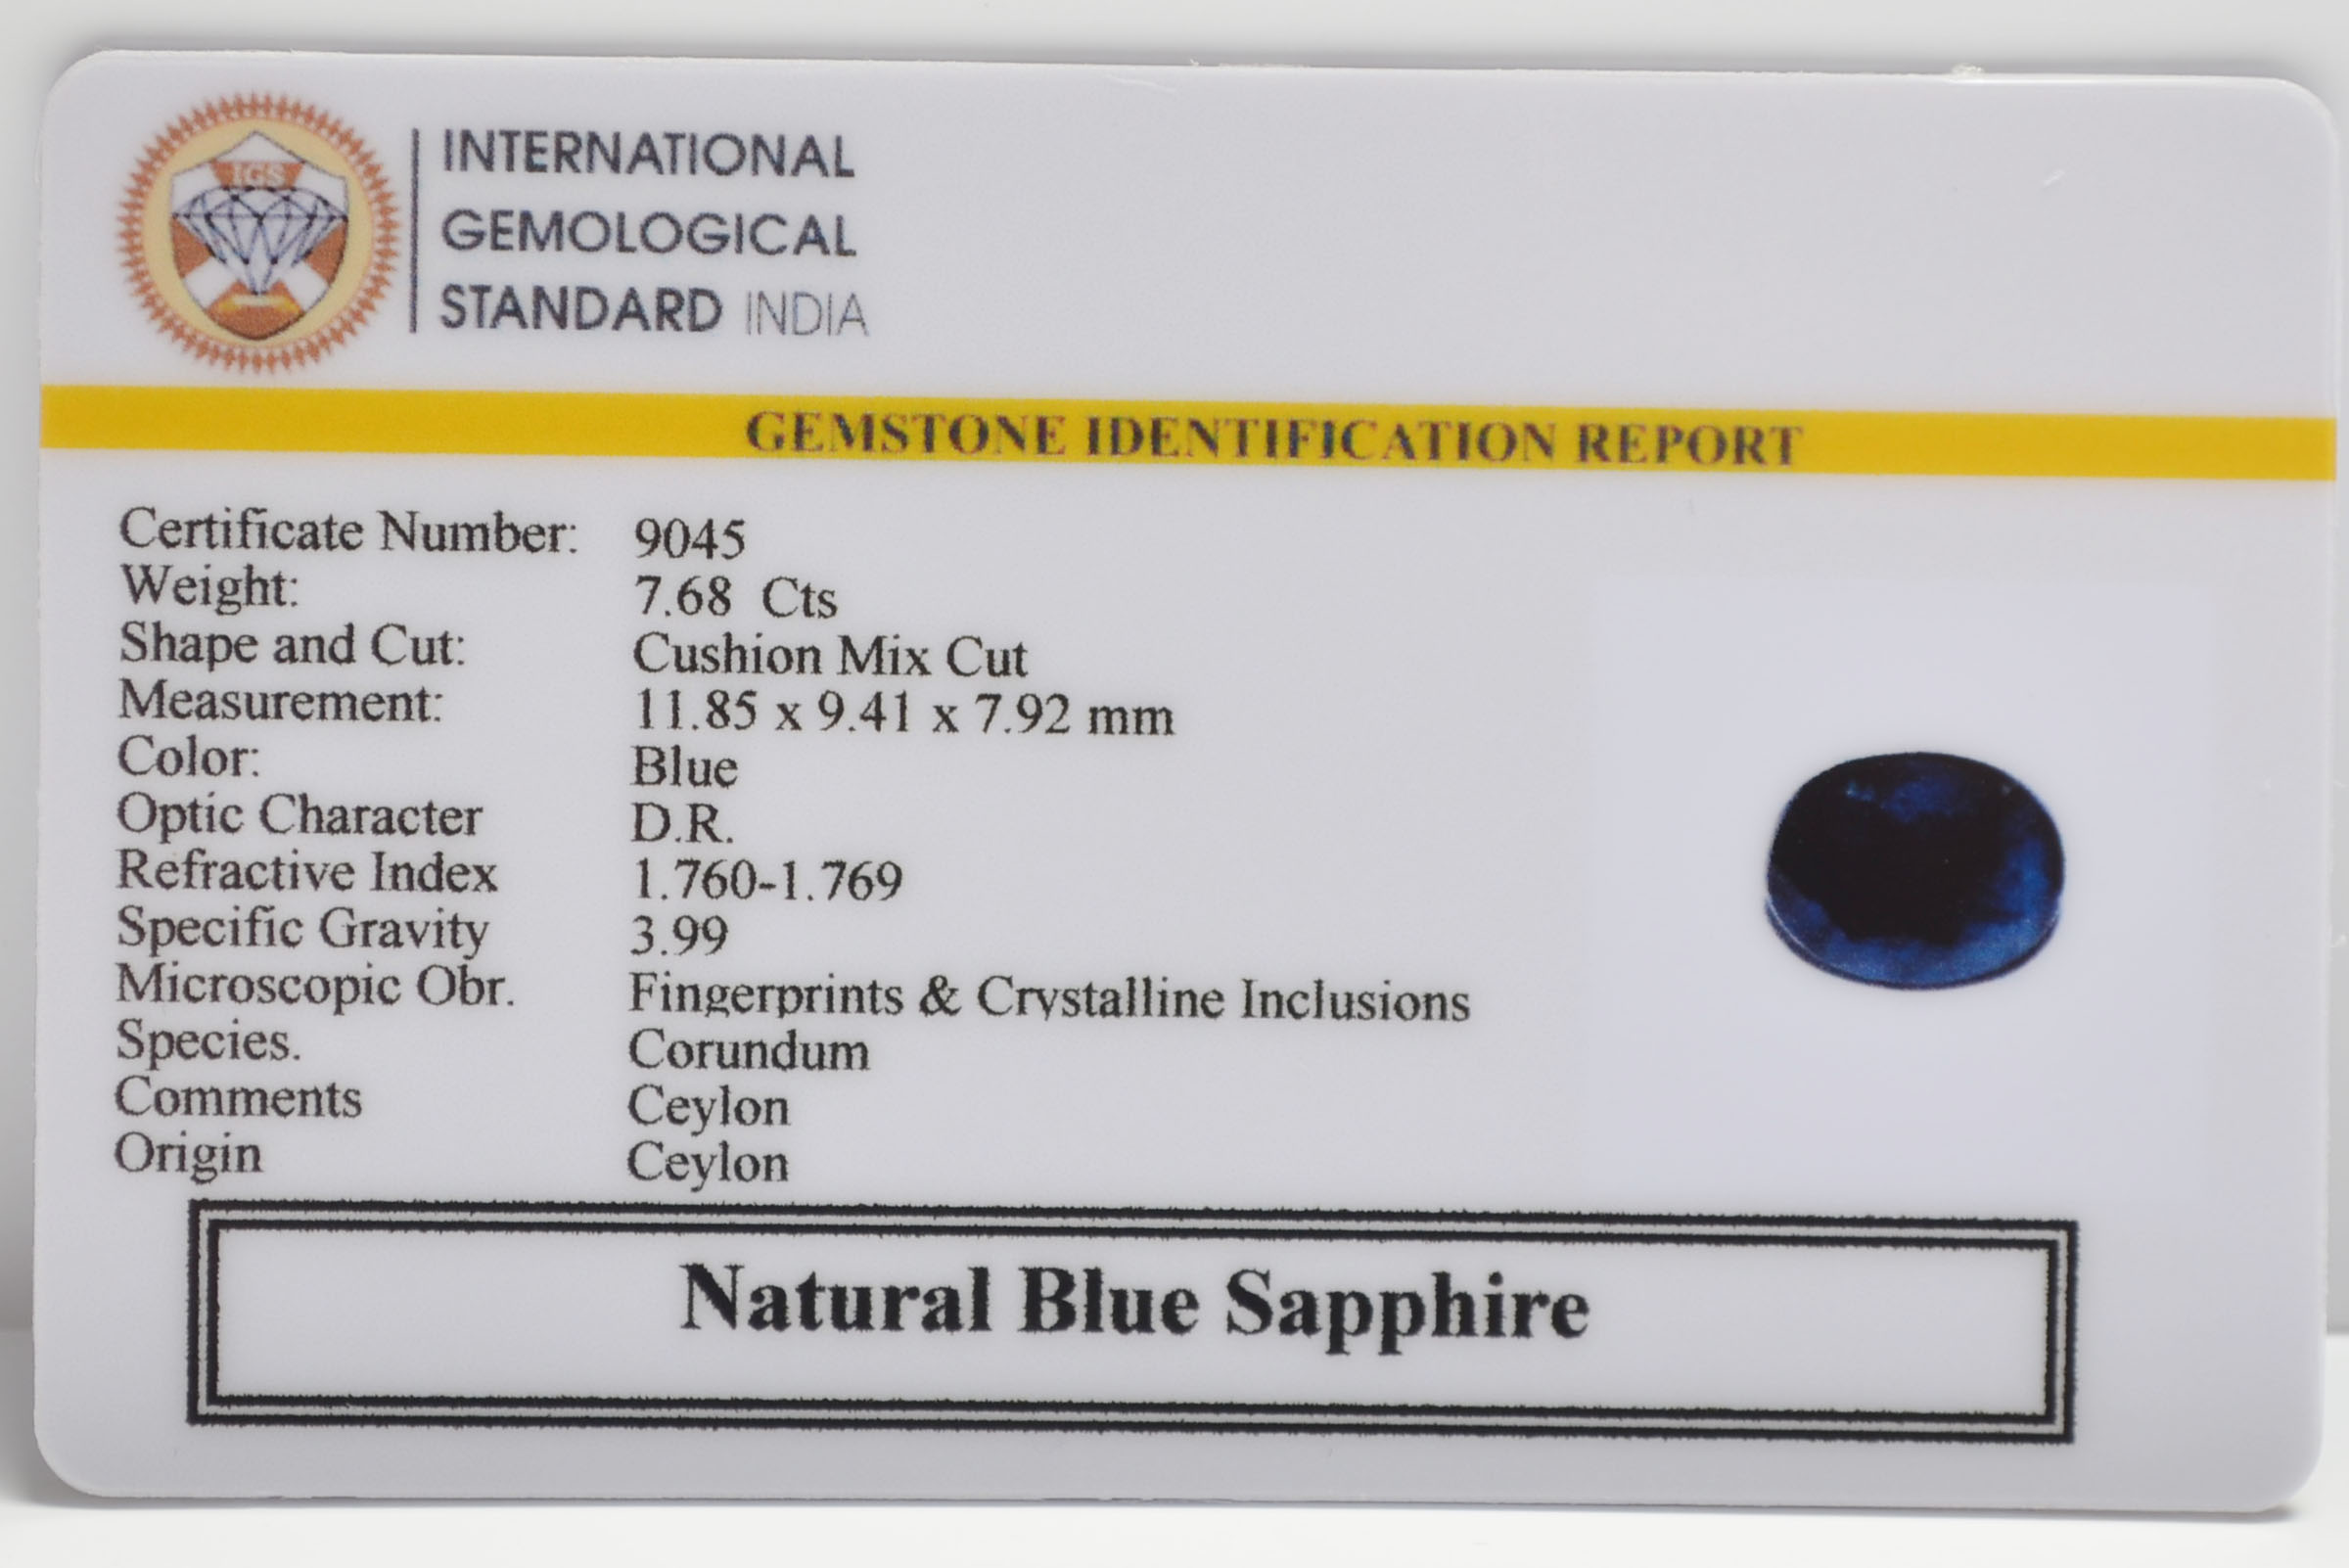 IGS
INTERNATIONAL
GEMOLOGICAL
STANDARD INDIA
GEMSTONE IDENTIFICATION REPORT
Certificate Number: 9045
Weight: 7.68 Cts
Shape and Cut: Cushion Mix Cut
Measurement: 11.85 x 9.41 x 7.92 mm
Color: Blue
Optic Character D.R.
Refractive Index 1.760-1.769
Specific Gravity 3.99
Microscopic Obr. Fingerprints & Crystalline Inclusions
Species. Corundum
Comments Ceylon
Origin Ceylon
Natural Blue Sapphire